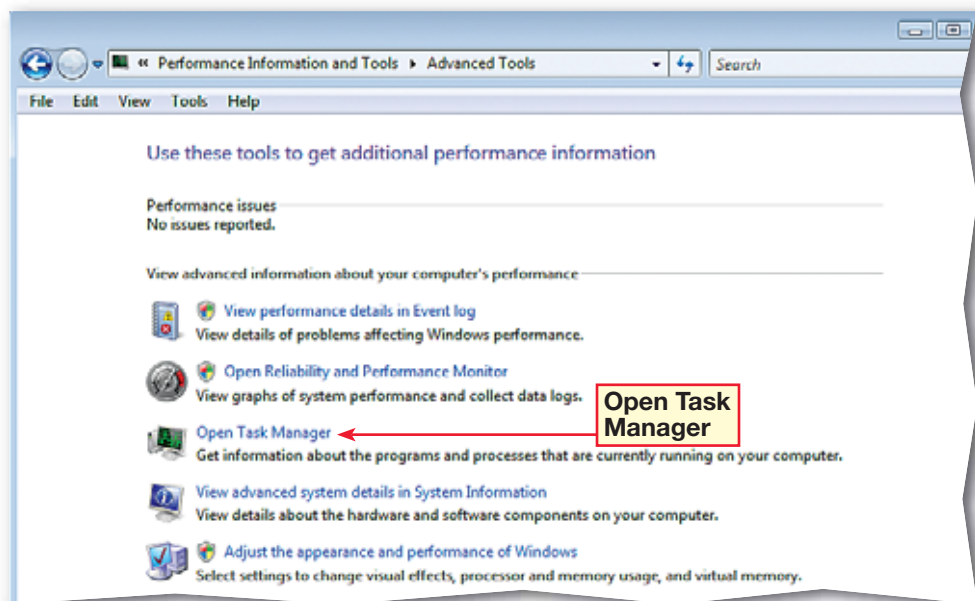 « Performance Information and Tools ▸ Advanced Tools
Search
File Edit View Tools Help
Use these tools to get additional performance information
Performance issues
No issues reported.
View advanced information about your computer's performance
View performance details in Event log
View details of problems affecting Windows performance.
Open Reliability and Performance Monitor
View graphs of system performance and collect data logs.
Open Task
Manager
Open Task Manager
Get information about the programs and processes that are currently running on your computer.
View advanced system details in System Information
View details about the hardware and software components on your computer.
Adjust the appearance and performance of Windows
Select settings to change visual effects, processor and memory usage, and virtual memory.